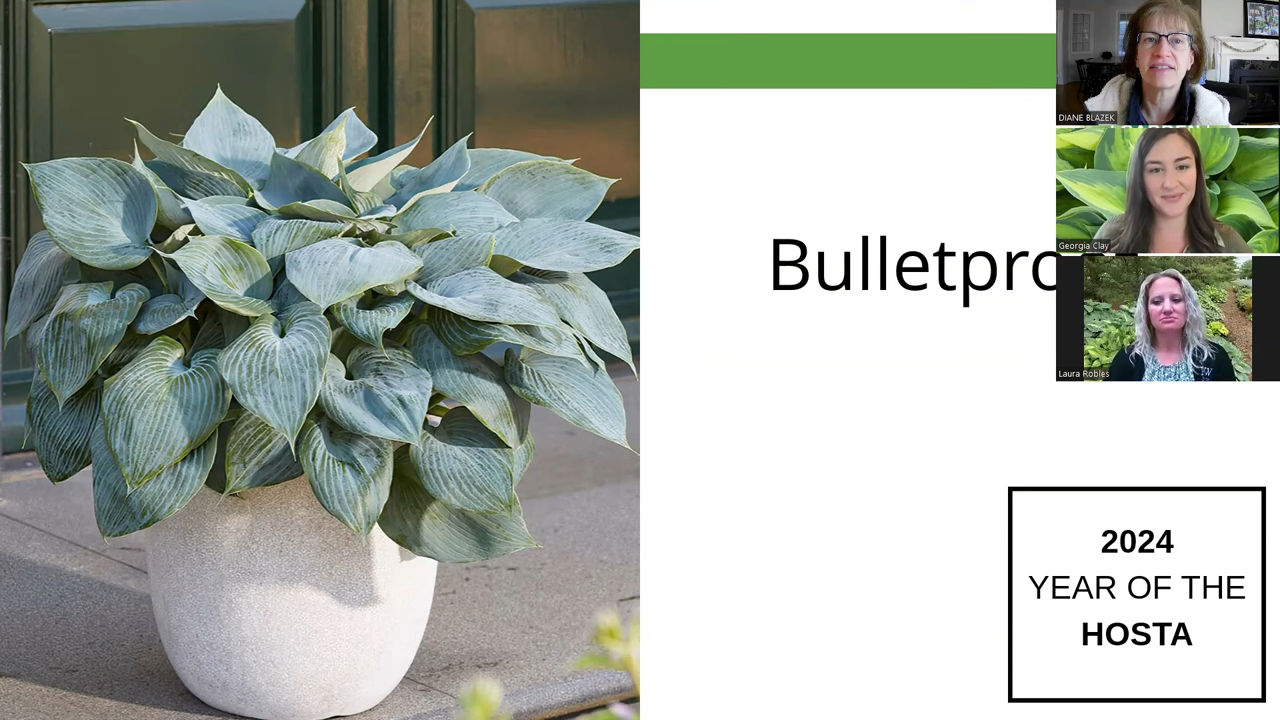 Bulletpro
DIANE BLAZEK
Georgia Clay
Laura Robles
2024
YEAR OF THE
HOSTA